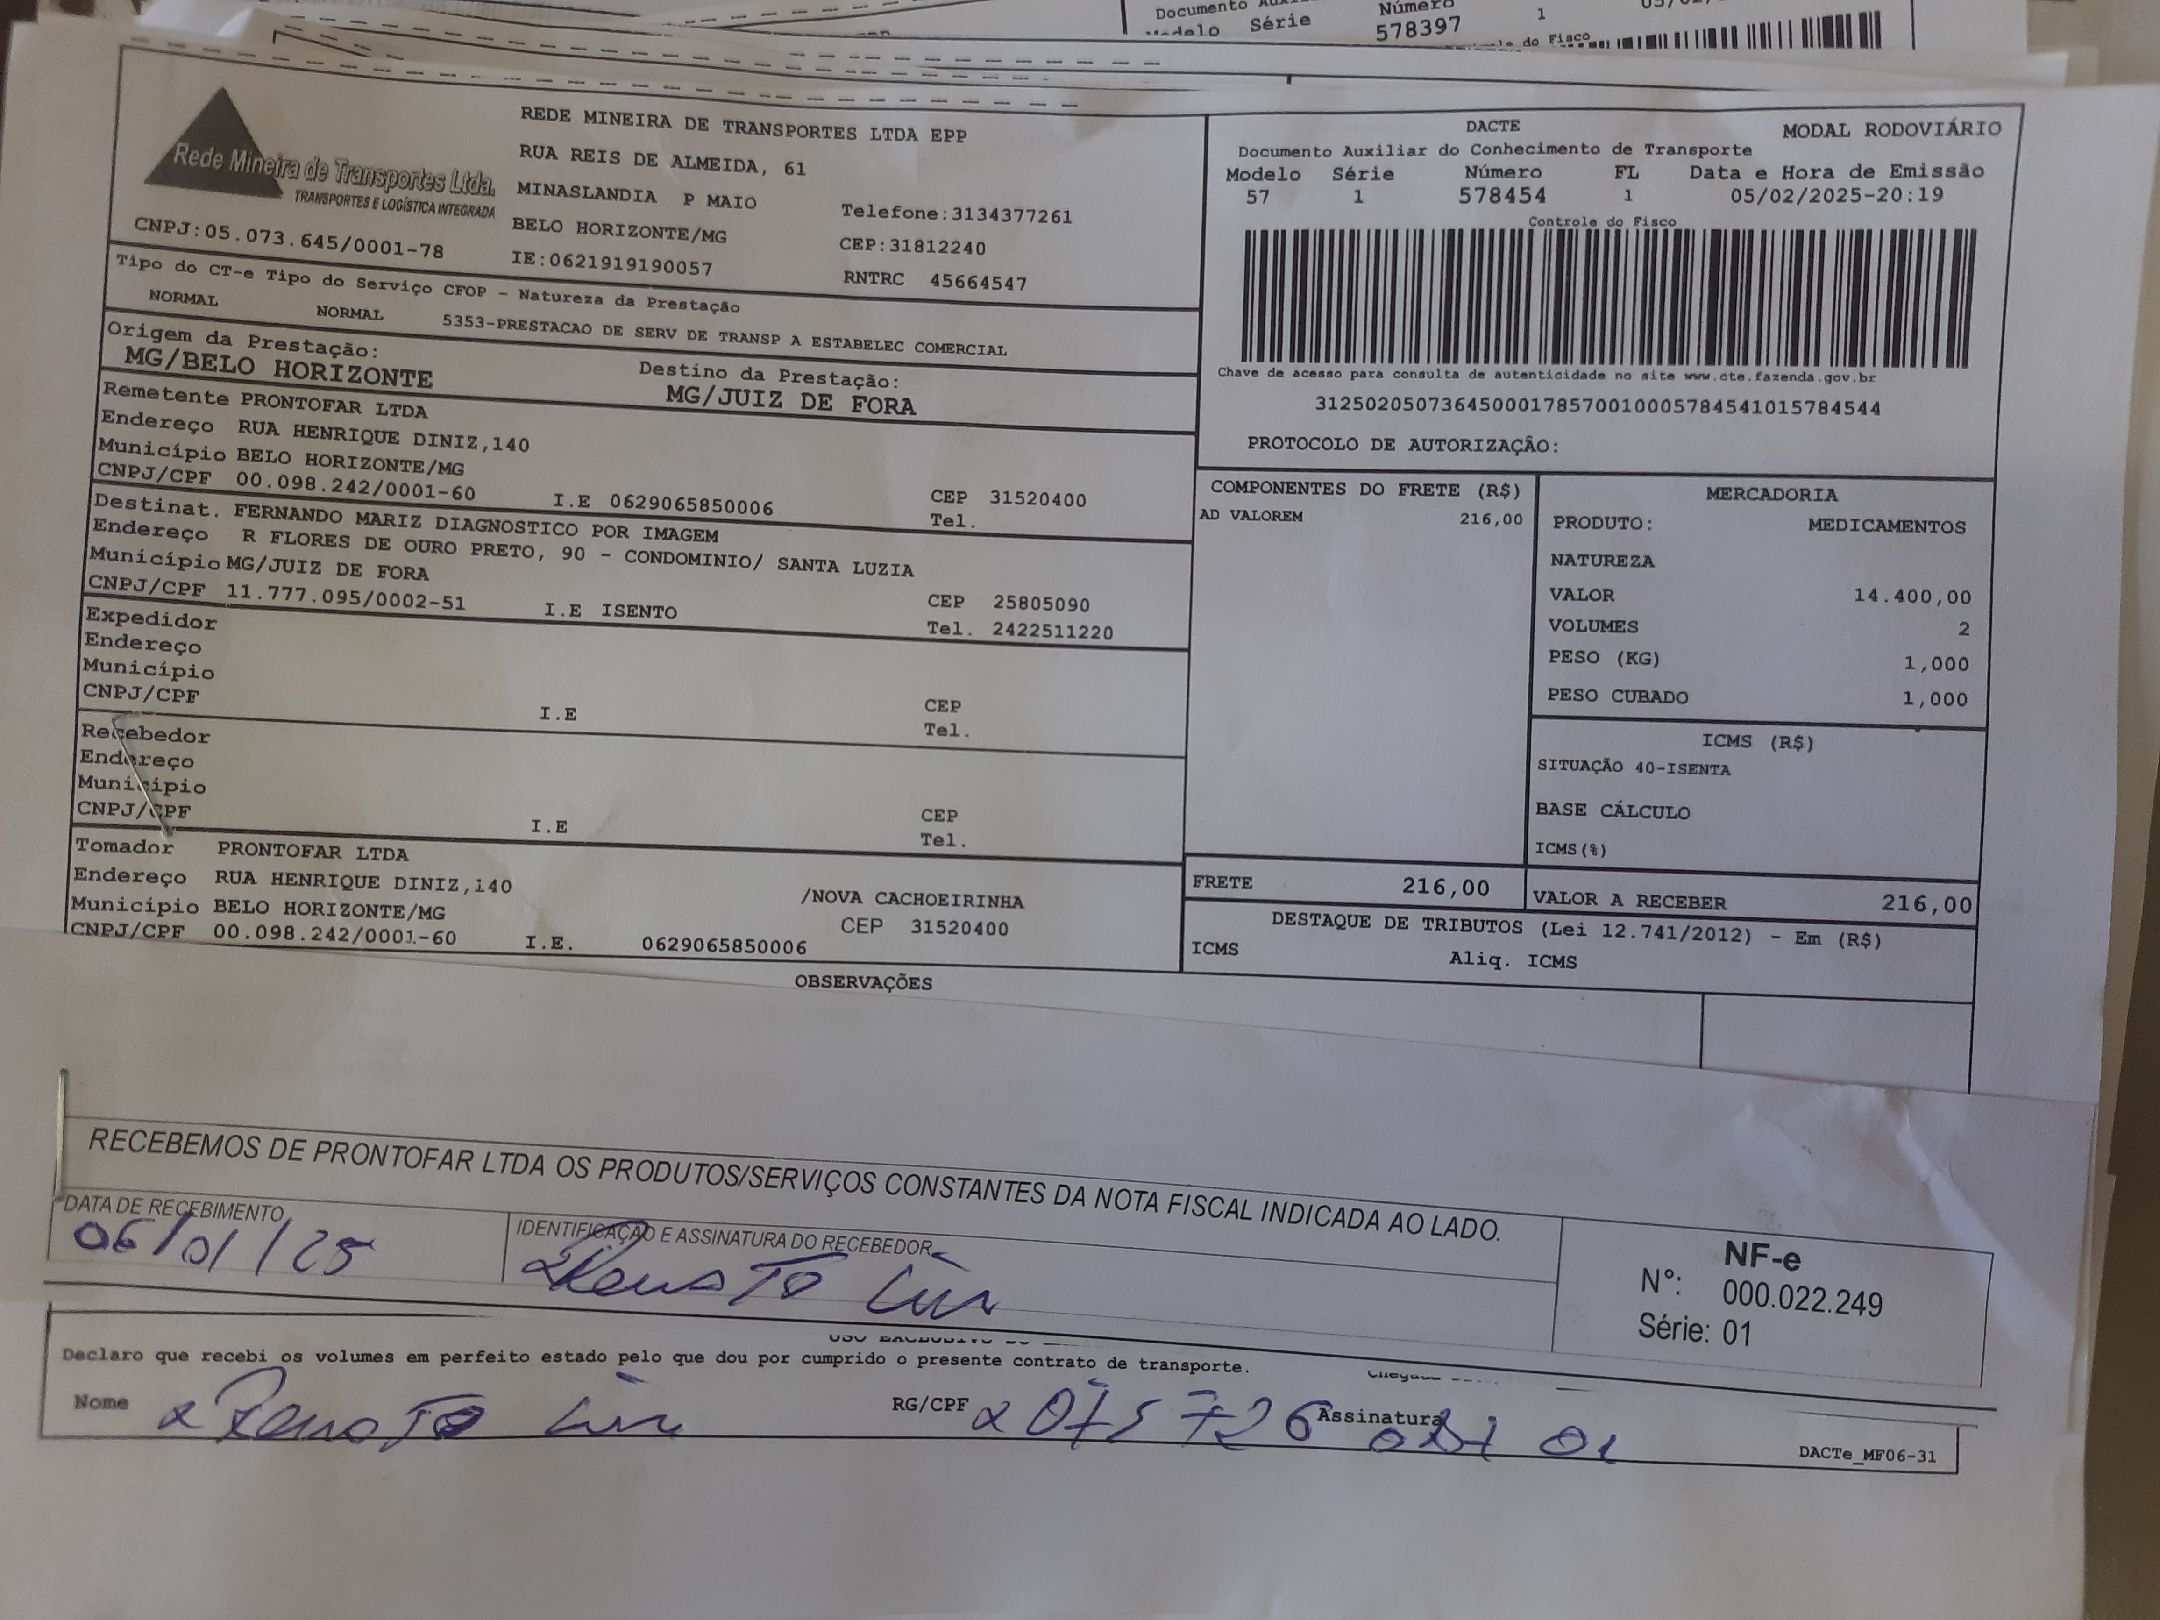 Documento
Modelo Série Número
578397 1
do Fisco
Rede Mineira de Transportes Ltda.
TRANSPORTES E LOGÍSTICA INTEGRADA
CNPJ:05.073.645/0001-78
REDE MINEIRA DE TRANSPORTES LTDA EPP
RUA REIS DE ALMEIDA, 61
MINASLANDIA P MAIO
BELO HORIZONTE/MG
IE:0621919190057
Telefone:3134377261
CEP:31812240
RNTRC 45664547
DACTE
MODAL RODOVIÁRIO
Documento Auxiliar do Conhecimento de Transporte
Modelo Série Número FL Data e Hora de Emissão
57 1 578454 1 05/02/2025-20:19
Controle do Fisco
Chave de acesso para consulta de autenticidade no site www.cte.fazenda.gov.br
31250205073645000178570010005784541015784544
PROTOCOLO DE AUTORIZAÇÃO:
Tipo do CT-e Tipo do Serviço CFOP - Natureza da Prestação
NORMAL NORMAL 5353-PRESTACAO DE SERV DE TRANSP A ESTABELEC COMERCIAL
Origem da Prestação: Destino da Prestação:
MG/BELO HORIZONTE MG/JUIZ DE FORA
Remetente PRONTOFAR LTDA
Endereço RUA HENRIQUE DINIZ,140
Município BELO HORIZONTE/MG CEP 31520400
CNPJ/CPF 00.098.242/0001-60 I.E 0629065850006 Tel.
Destinat. FERNANDO MARIZ DIAGNOSTICO POR IMAGEM
Endereço R FLORES DE OURO PRETO, 90 - CONDOMINIO/ SANTA LUZIA
Município MG/JUIZ DE FORA CEP 25805090
CNPJ/CPF 11.777.095/0002-51 I.E ISENTO Tel. 2422511220
Expedidor
Endereço
Município CEP
CNPJ/CPF I.E Tel.
Recebedor
Endereço
Município CEP
CNPJ/CPF I.E Tel.
Tomador PRONTOFAR LTDA
Endereço RUA HENRIQUE DINIZ,140 /NOVA CACHOEIRINHA
Município BELO HORIZONTE/MG CEP 31520400
CNPJ/CPF 00.098.242/0001-60 I.E. 0629065850006
COMPONENTES DO FRETE (R$)
AD VALOREM 216,00
MERCADORIA
PRODUTO: MEDICAMENTOS
NATUREZA
VALOR 14.400,00
VOLUMES 2
PESO (KG) 1,000
PESO CUBADO 1,000
ICMS (R$)
SITUAÇÃO 40-ISENTA
BASE CÁLCULO
ICMS(%)
FRETE 216,00 VALOR A RECEBER 216,00
DESTAQUE DE TRIBUTOS (Lei 12.741/2012) - Em (R$)
ICMS Aliq. ICMS
OBSERVAÇÕES
RECEBEMOS DE PRONTOFAR LTDA OS PRODUTOS/SERVIÇOS CONSTANTES DA NOTA FISCAL INDICADA AO LADO.
DATA DE RECEBIMENTO IDENTIFICAÇÃO E ASSINATURA DO RECEBEDOR
06/01/25 Renato
NF-e
Nº: 000.022.249
Série: 01
Declaro que recebi os volumes em perfeito estado pelo que dou por cumprido o presente contrato de transporte.
Nome Renato RG/CPF Assinatura
DACTe_MF06-31